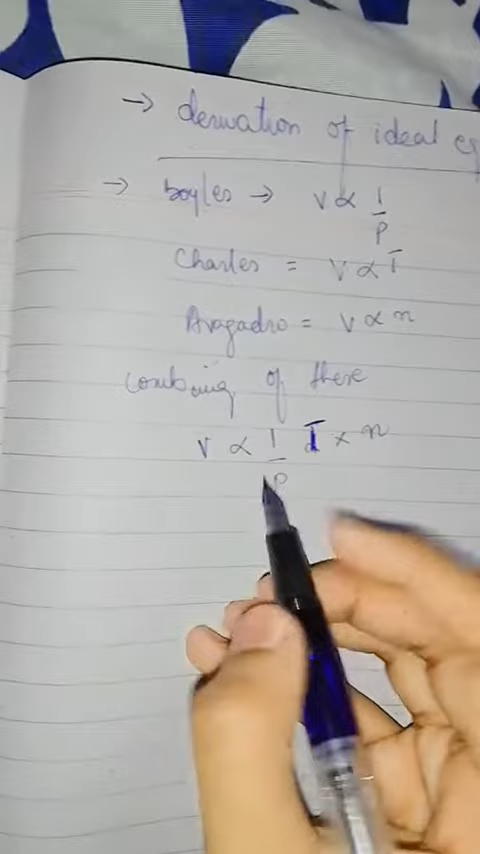 → derivation of ideal
→ boyles → V ∝ 1/P
Charles = V ∝ T
Avagadro = V ∝ n
combing of these
V ∝ 1/P T × n